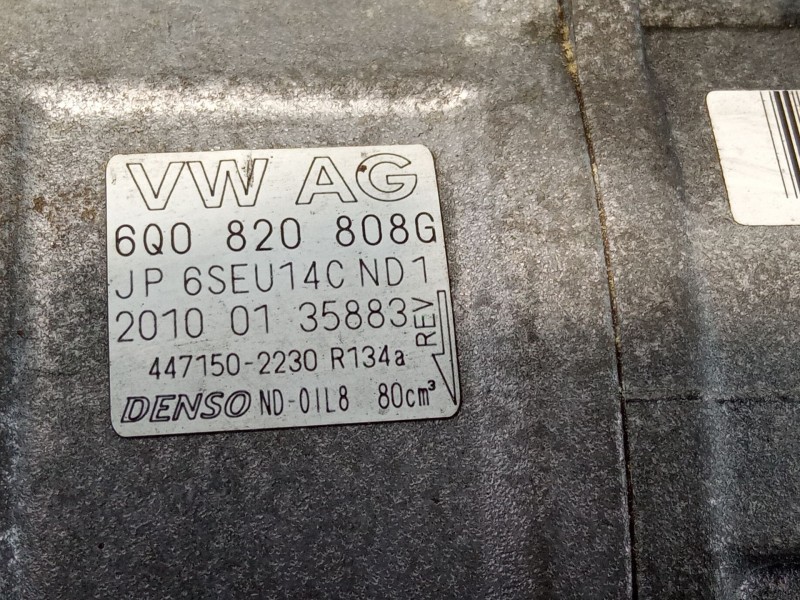 VW AG
6Q0 820 808G
JP 6SEU14C ND1
2010 01 35883
REV
447150-2230 R134a
DENSO ND-OIL8 80cm³